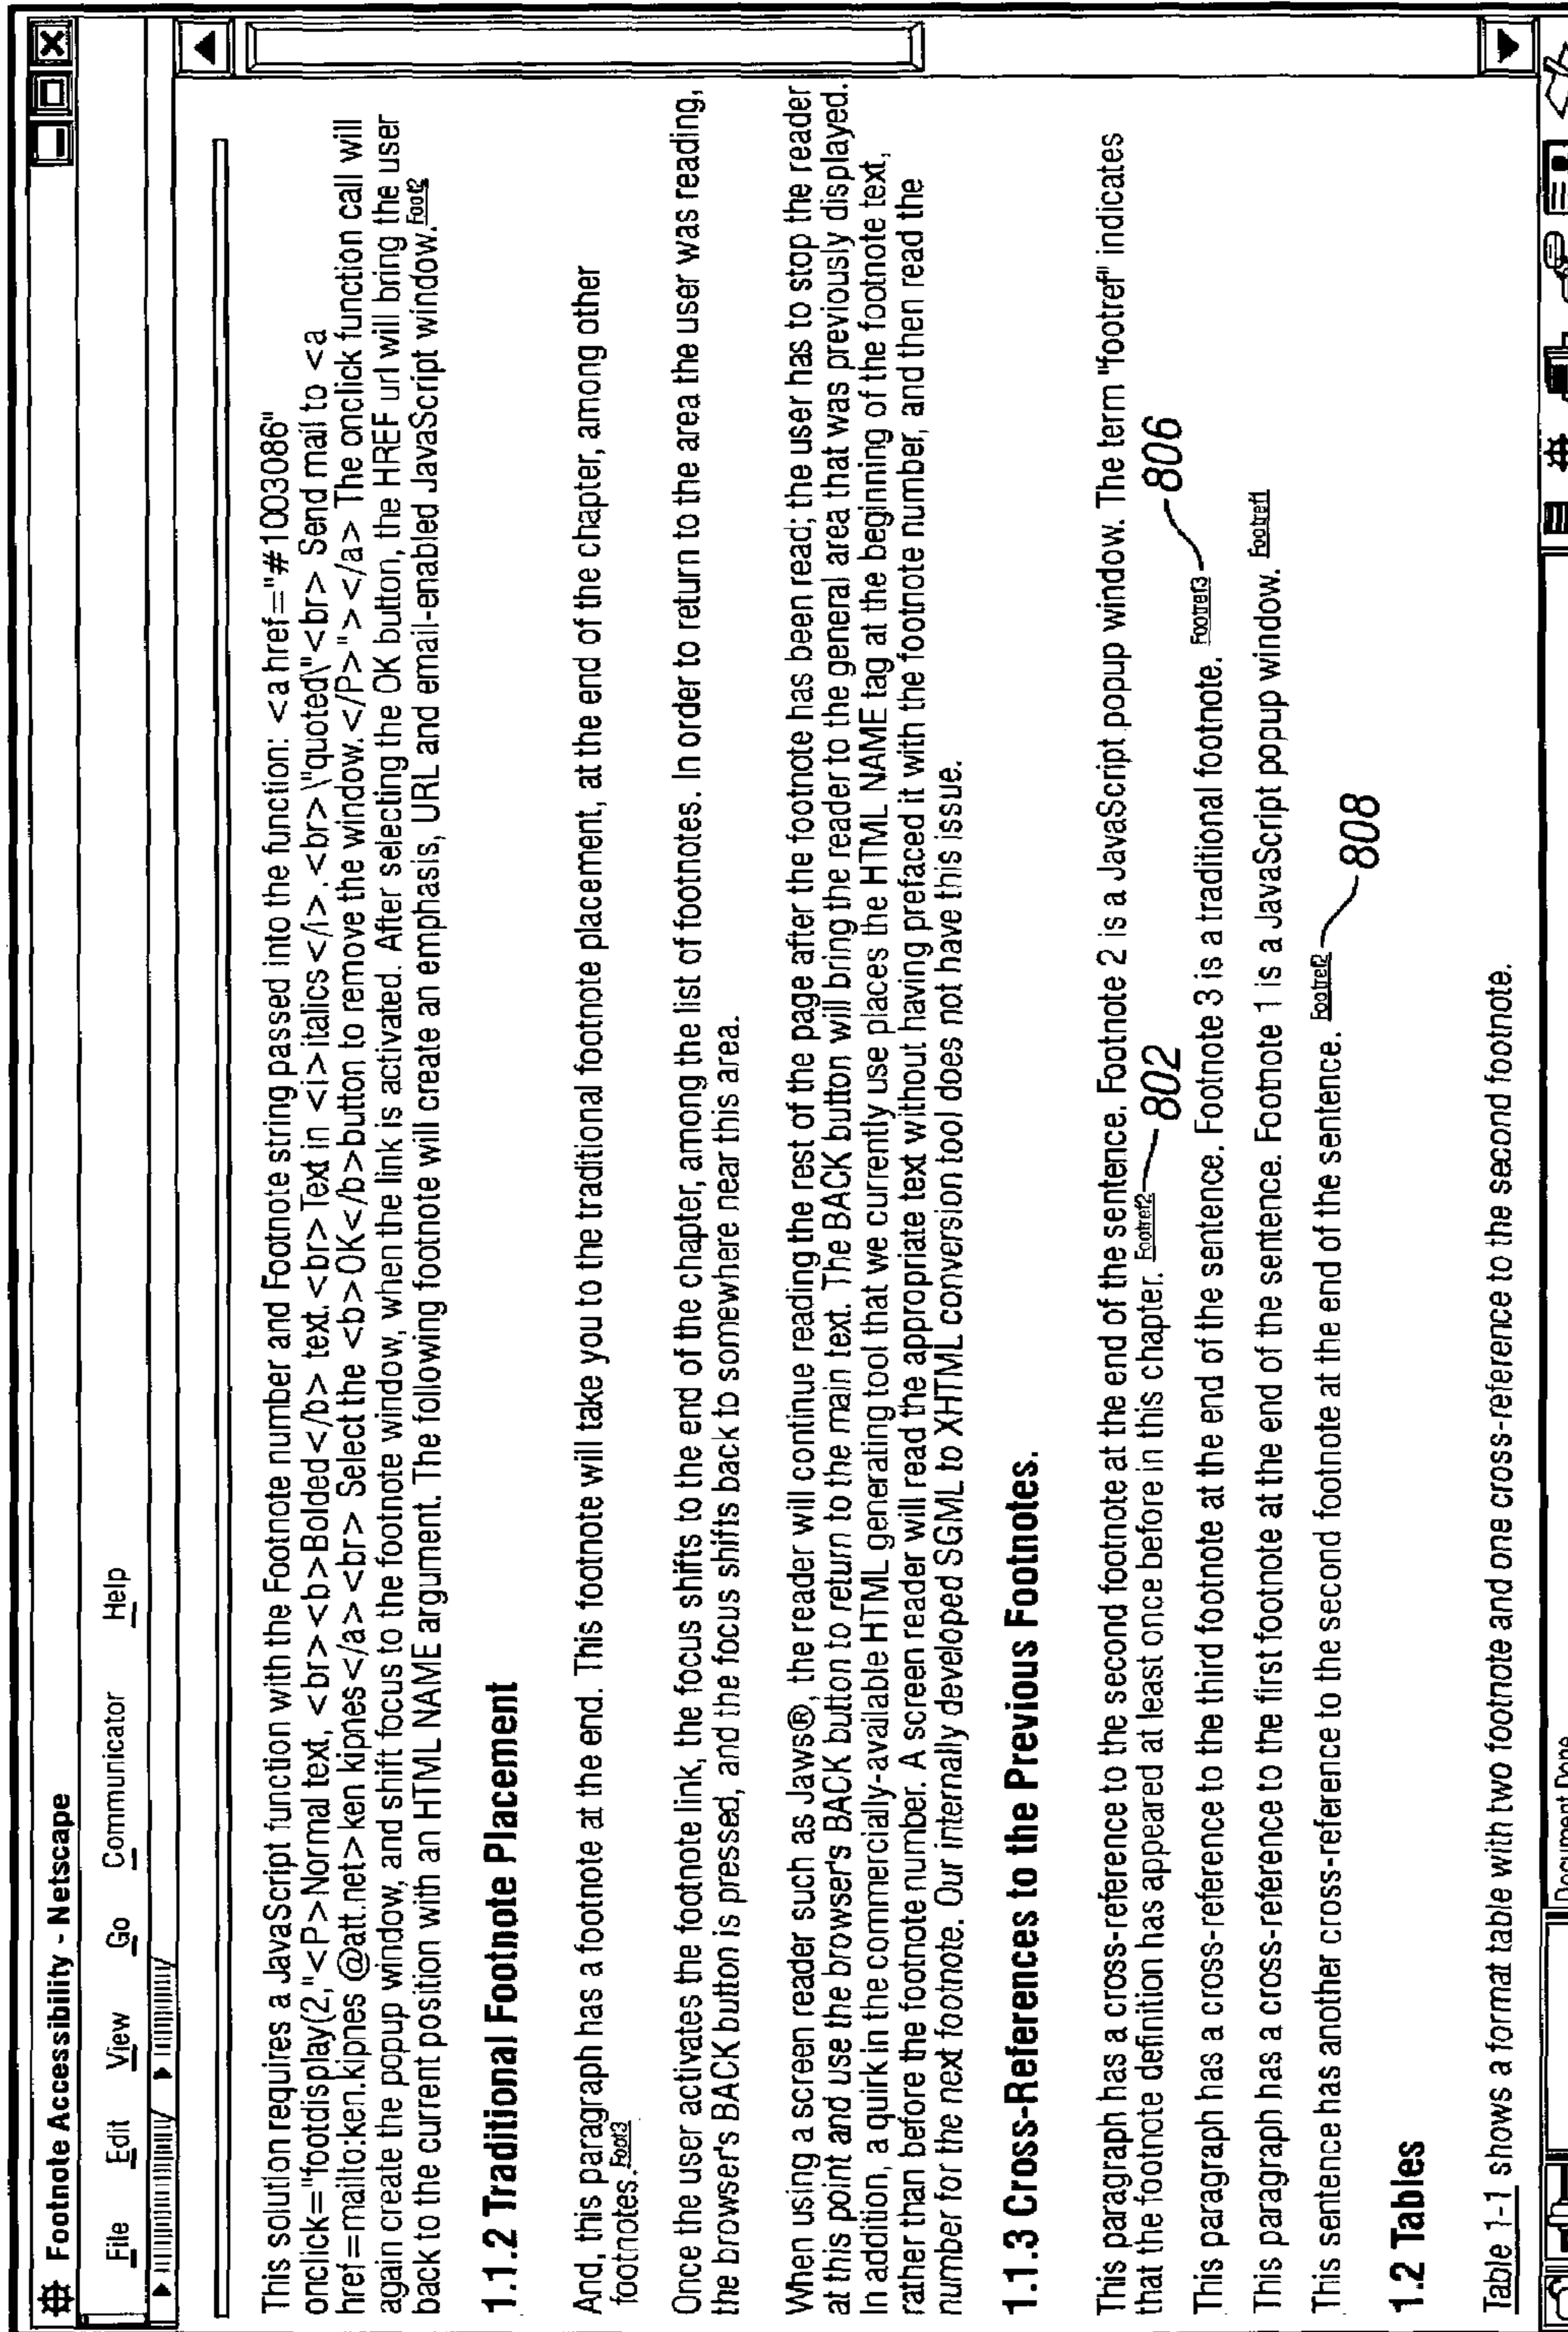 Footnote Accessibility - Netscape
File Edit View Go Communicator Help
This solution requires a JavaScript function with the Footnote number and Footnote string passed into the function: <a href="#1003086"
onclick="footdisplay(2,"<P>Normal text, <br><b>Bolded</b> text.<br>Text in <i>italics</i>.<br>\"quoted\"<br> Send mail to <a
href=mailto:ken.kipnes @att.net>ken kipnes</a><br> Select the <b>OK</b>button to remove the window.</P>"></a> The onclick function call will
again create the popup window, and shift focus to the footnote window, when the link is activated. After selecting the OK button, the HREF url will bring the user
back to the current position with an HTML NAME argument. The following footnote will create an emphasis, URL and email-enabled JavaScript window. Foot2
1.1.2 Traditional Footnote Placement
And, this paragraph has a footnote at the end. This footnote will take you to the traditional footnote placement, at the end of the chapter, among other
footnotes. Foot3
Once the user activates the footnote link, the focus shifts to the end of the chapter, among the list of footnotes. In order to return to the area the user was reading,
the browser's BACK button is pressed, and the focus shifts back to somewhere near this area.
When using a screen reader such as Jaws®, the reader will continue reading the rest of the page after the footnote has been read; the user has to stop the reader
at this point and use the browser's BACK button to return to the main text. The BACK button will bring the reader to the general area that was previously displayed.
In addition, a quirk in the commercially-available HTML generating tool that we currently use places the HTML NAME tag at the beginning of the footnote text,
rather than before the footnote number. A screen reader will read the appropriate text without having prefaced it with the footnote number, and then read the
number for the next footnote. Our internally developed SGML to XHTML conversion tool does not have this issue.
1.1.3 Cross-References to the Previous Footnotes.
This paragraph has a cross-reference to the second footnote at the end of the sentence. Footnote 2 is a JavaScript popup window. The term "footref" indicates
that the footnote definition has appeared at least once before in this chapter. Footref2 802
This paragraph has a cross-reference to the third footnote at the end of the sentence. Footnote 3 is a traditional footnote. Footref3 806
This paragraph has a cross-reference to the first footnote at the end of the sentence. Footnote 1 is a JavaScript popup window. Footref1
This sentence has another cross-reference to the second footnote at the end of the sentence. Footref2 808
1.2 Tables
Table 1-1 shows a format table with two footnote and one cross-reference to the second footnote.
Document Done